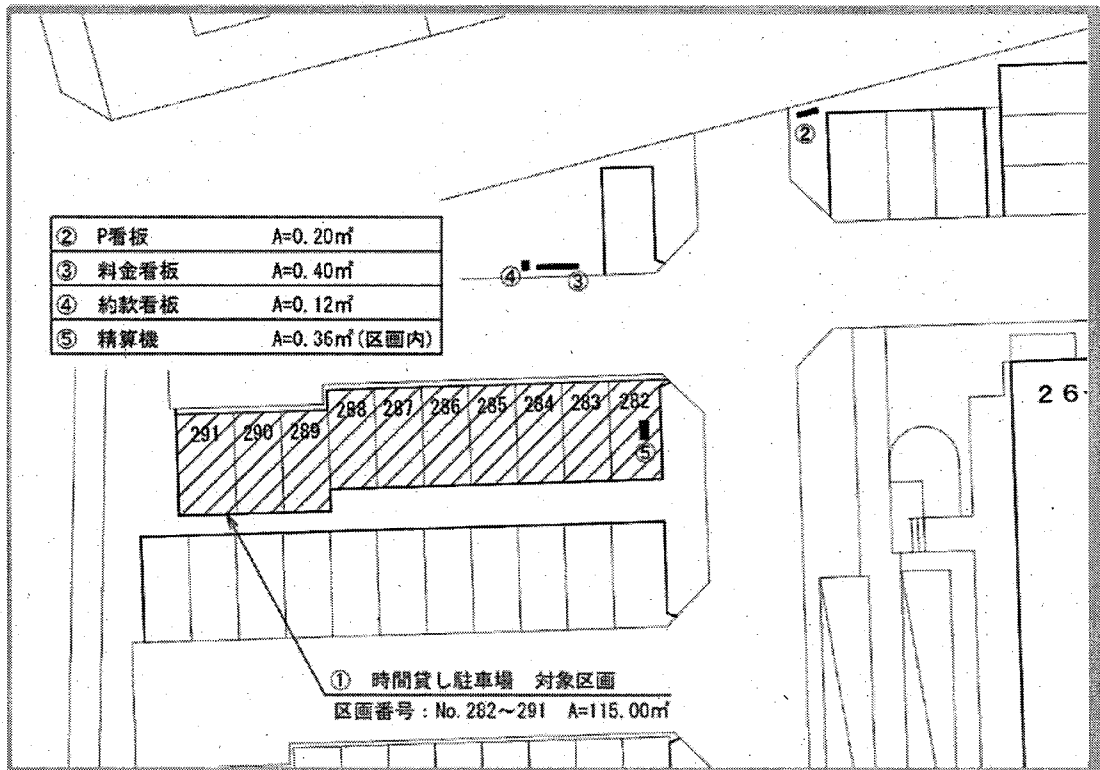 ②
② P看板 A=0.20㎡
③ 料金看板 A=0.40㎡
④ 約款看板 A=0.12㎡
⑤ 精算機 A=0.36㎡(区画内)
④ ③
291 290 289 288 287 286 285 284 283 282
⑤
26
① 時間貸し駐車場 対象区画
区画番号:No.282～291 A=115.00㎡